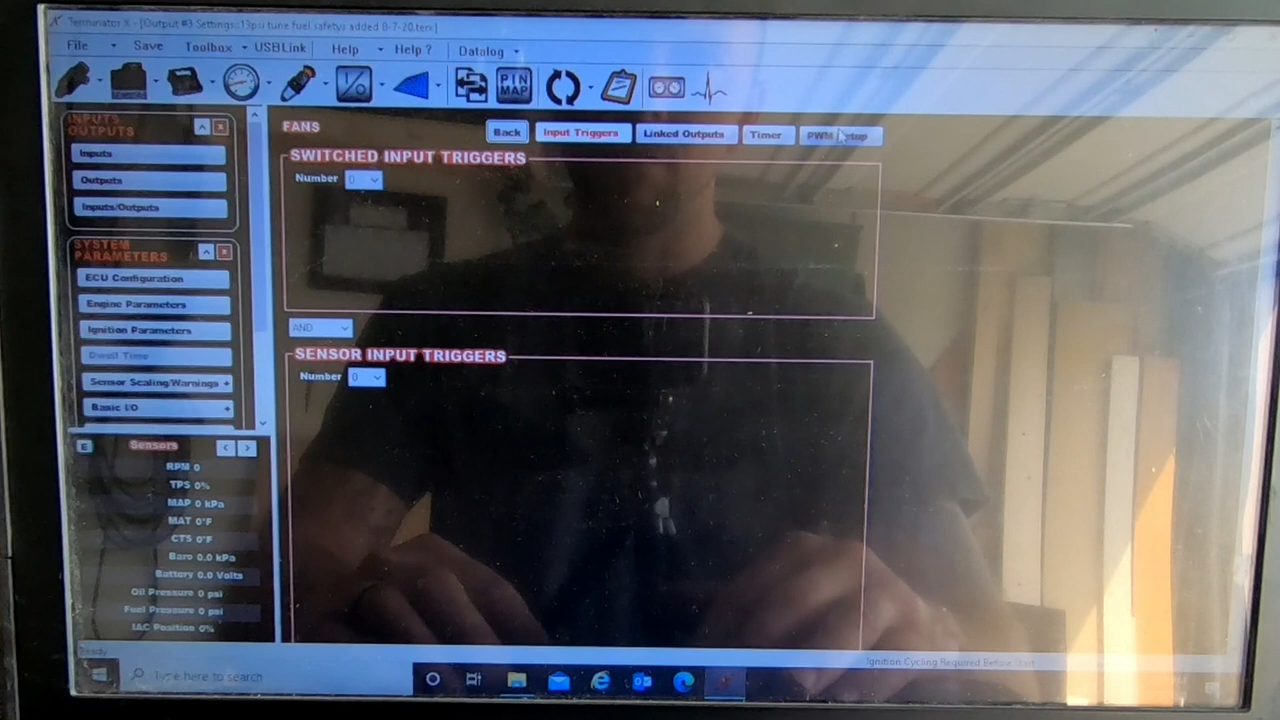 Terminator X - [Output #3 Settings::13psi tune fuel safetys added 8-7-20.terx]
File Save Toolbox USBLink Help Help ? Datalog
I/O PIN MAP
INPUTS OUTPUTS
Inputs
Outputs
Inputs/Outputs
SYSTEM PARAMETERS
ECU Configuration
Engine Parameters
Ignition Parameters
Dwell Time
Sensor Scaling/Warnings +
Basic I/O +
E Sensors < >
RPM 0
TPS 0%
MAP 0 kPa
MAT 0°F
CTS 0°F
Baro 0.0 kPa
Battery 0.0 Volts
Oil Pressure 0 psi
Fuel Pressure 0 psi
IAC Position 0%
FANS Back Input Triggers Linked Outputs Timer PWM Setup
SWITCHED INPUT TRIGGERS
Number 0
AND
SENSOR INPUT TRIGGERS
Number 0
Ready
Ignition Cycling Required Before Start
Type here to search